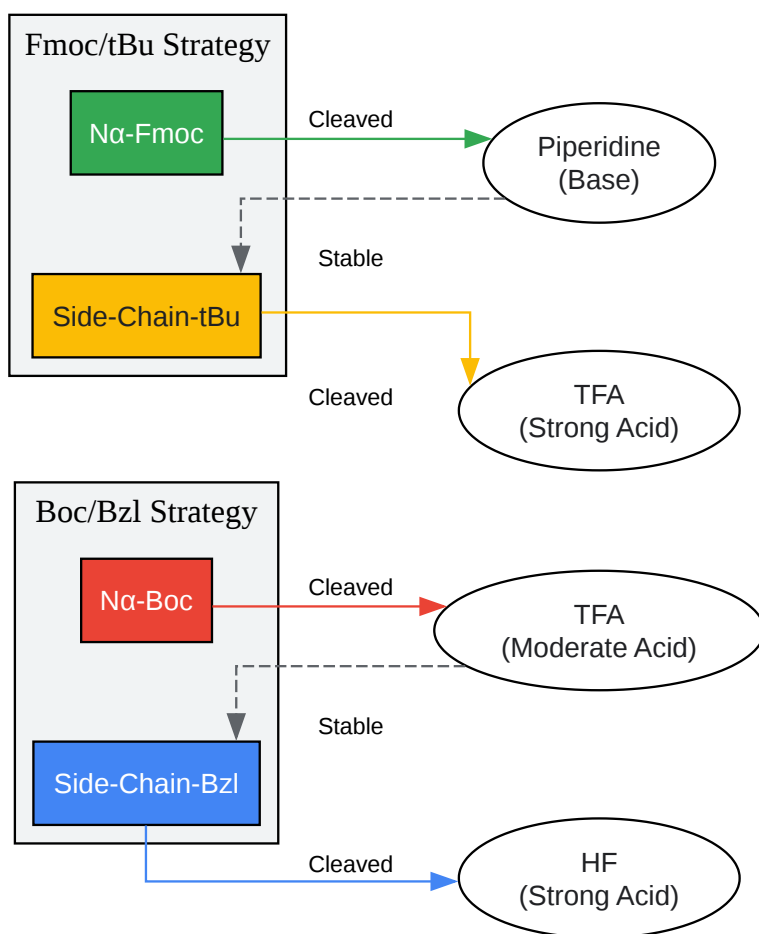 Fmoc/tBu Strategy
Nα-Fmoc
Cleaved
Piperidine
(Base)
Stable
Side-Chain-tBu
Cleaved
TFA
(Strong Acid)
Boc/Bzl Strategy
Nα-Boc
Cleaved
TFA
(Moderate Acid)
Stable
Side-Chain-Bzl
Cleaved
HF
(Strong Acid)